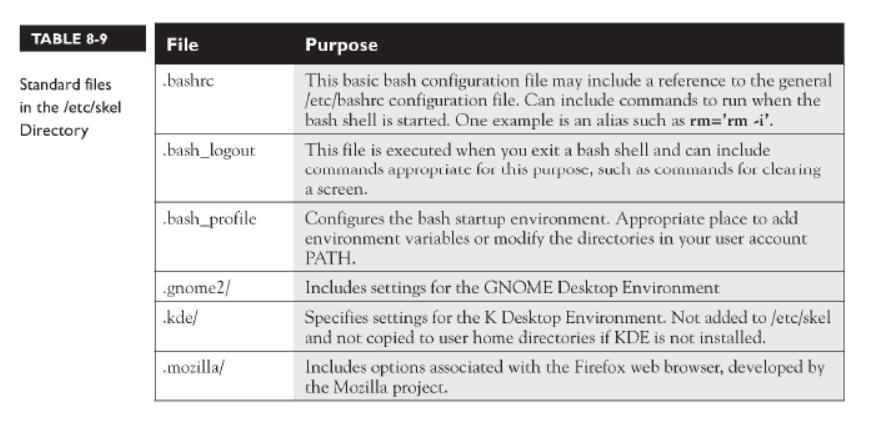 TABLE 8-9
Standard files
in the /etc/skel
Directory
File Purpose
.bashrc This basic bash configuration file may include a reference to the general
/etc/bashrc configuration file. Can include commands to run when the
bash shell is started. One example is an alias such as rm='rm -i'.
.bash_logout This file is executed when you exit a bash shell and can include
commands appropriate for this purpose, such as commands for clearing
a screen.
.bash_profile Configures the bash startup environment. Appropriate place to add
environment variables or modify the directories in your user account
PATH.
.gnome2/ Includes settings for the GNOME Desktop Environment
.kde/ Specifies settings for the K Desktop Environment. Not added to /etc/skel
and not copied to user home directories if KDE is not installed.
.mozilla/ Includes options associated with the Firefox web browser, developed by
the Mozilla project.